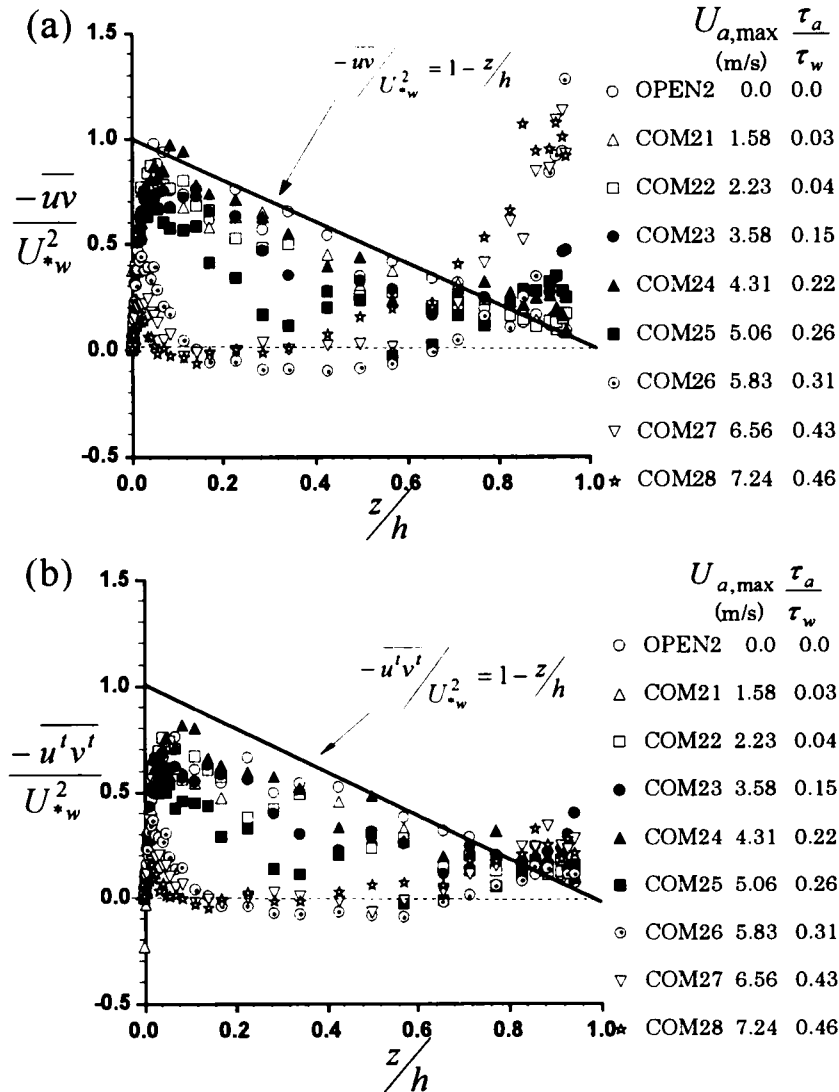 (a)
1.5
1.0
0.5
0.0
-0.5
-uv / U²*w
-uv / U²*w = 1 - z/h
0.0 0.2 0.4 0.6 0.8 1.0
z/h
U a,max (m/s) τa/τw
OPEN2 0.0 0.0
COM21 1.58 0.03
COM22 2.23 0.04
COM23 3.58 0.15
COM24 4.31 0.22
COM25 5.06 0.26
COM26 5.83 0.31
COM27 6.56 0.43
COM28 7.24 0.46
(b)
1.5
1.0
0.5
0.0
-0.5
-uᵗvᵗ / U²*w
-uᵗvᵗ / U²*w = 1 - z/h
0.0 0.2 0.4 0.6 0.8 1.0
z/h
U a,max (m/s) τa/τw
OPEN2 0.0 0.0
COM21 1.58 0.03
COM22 2.23 0.04
COM23 3.58 0.15
COM24 4.31 0.22
COM25 5.06 0.26
COM26 5.83 0.31
COM27 6.56 0.43
COM28 7.24 0.46